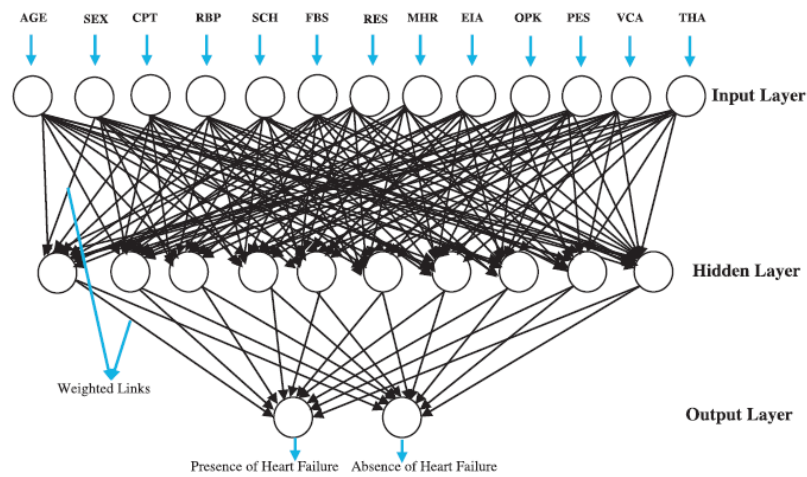 AGE SEX CPT RBP SCH FBS RES MHR EIA OPK PES VCA THA
Input Layer
Hidden Layer
Weighted Links
Output Layer
Presence of Heart Failure Absence of Heart Failure